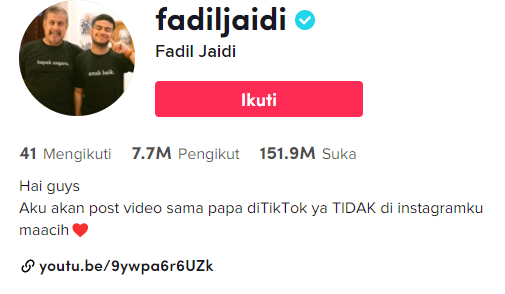 fadiljaidi
Fadil Jaidi
bapak negara.
anak baik.
Ikuti
41 Mengikuti 7.7M Pengikut 151.9M Suka
Hai guys
Aku akan post video sama papa diTikTok ya TIDAK di instagramku
maacih❤️
youtu.be/9ywpa6r6UZk